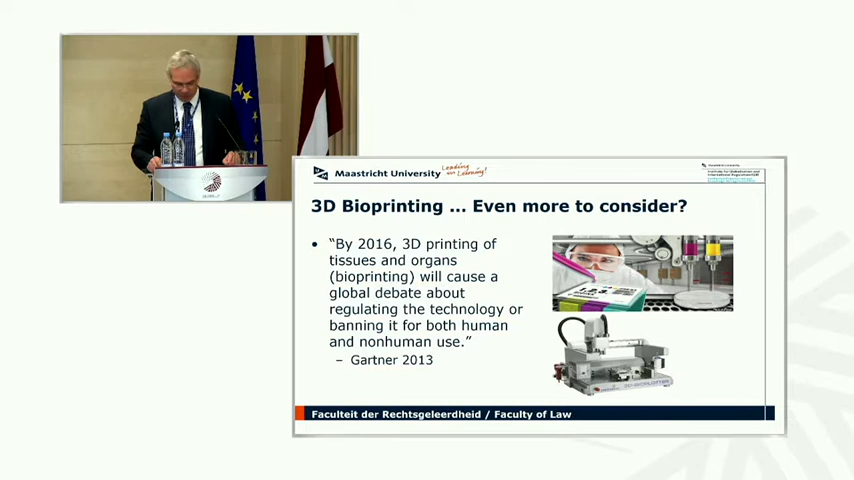 Maastricht University
Leading in Learning!
3D Bioprinting ... Even more to consider?
• “By 2016, 3D printing of
tissues and organs
(bioprinting) will cause a
global debate about
regulating the technology or
banning it for both human
and nonhuman use.”
– Gartner 2013
Faculteit der Rechtsgeleerdheid / Faculty of Law